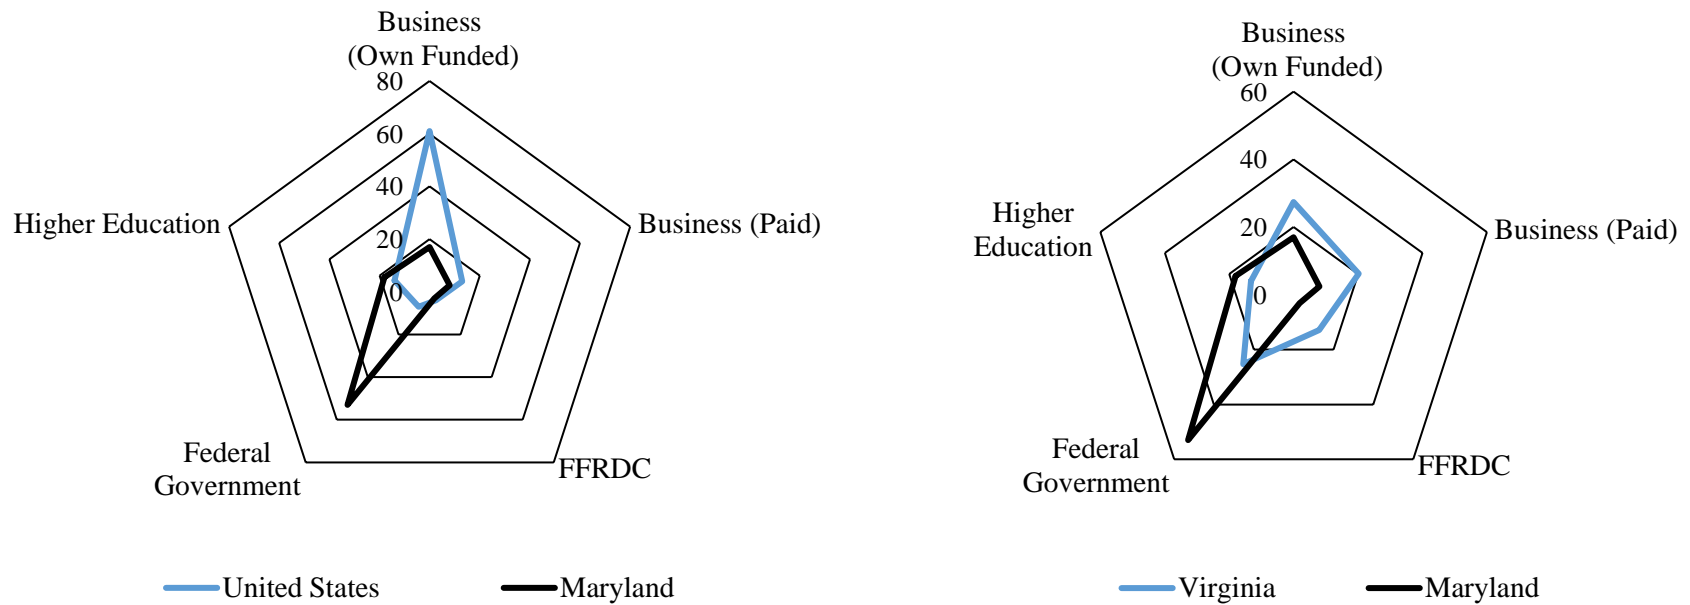 Business
(Own Funded)
80
60
40
20
0
Higher Education
Business (Paid)
Federal
Government
FFRDC
United States
Maryland
Business
(Own Funded)
60
40
20
0
Higher
Education
Business (Paid)
Federal
Government
FFRDC
Virginia
Maryland